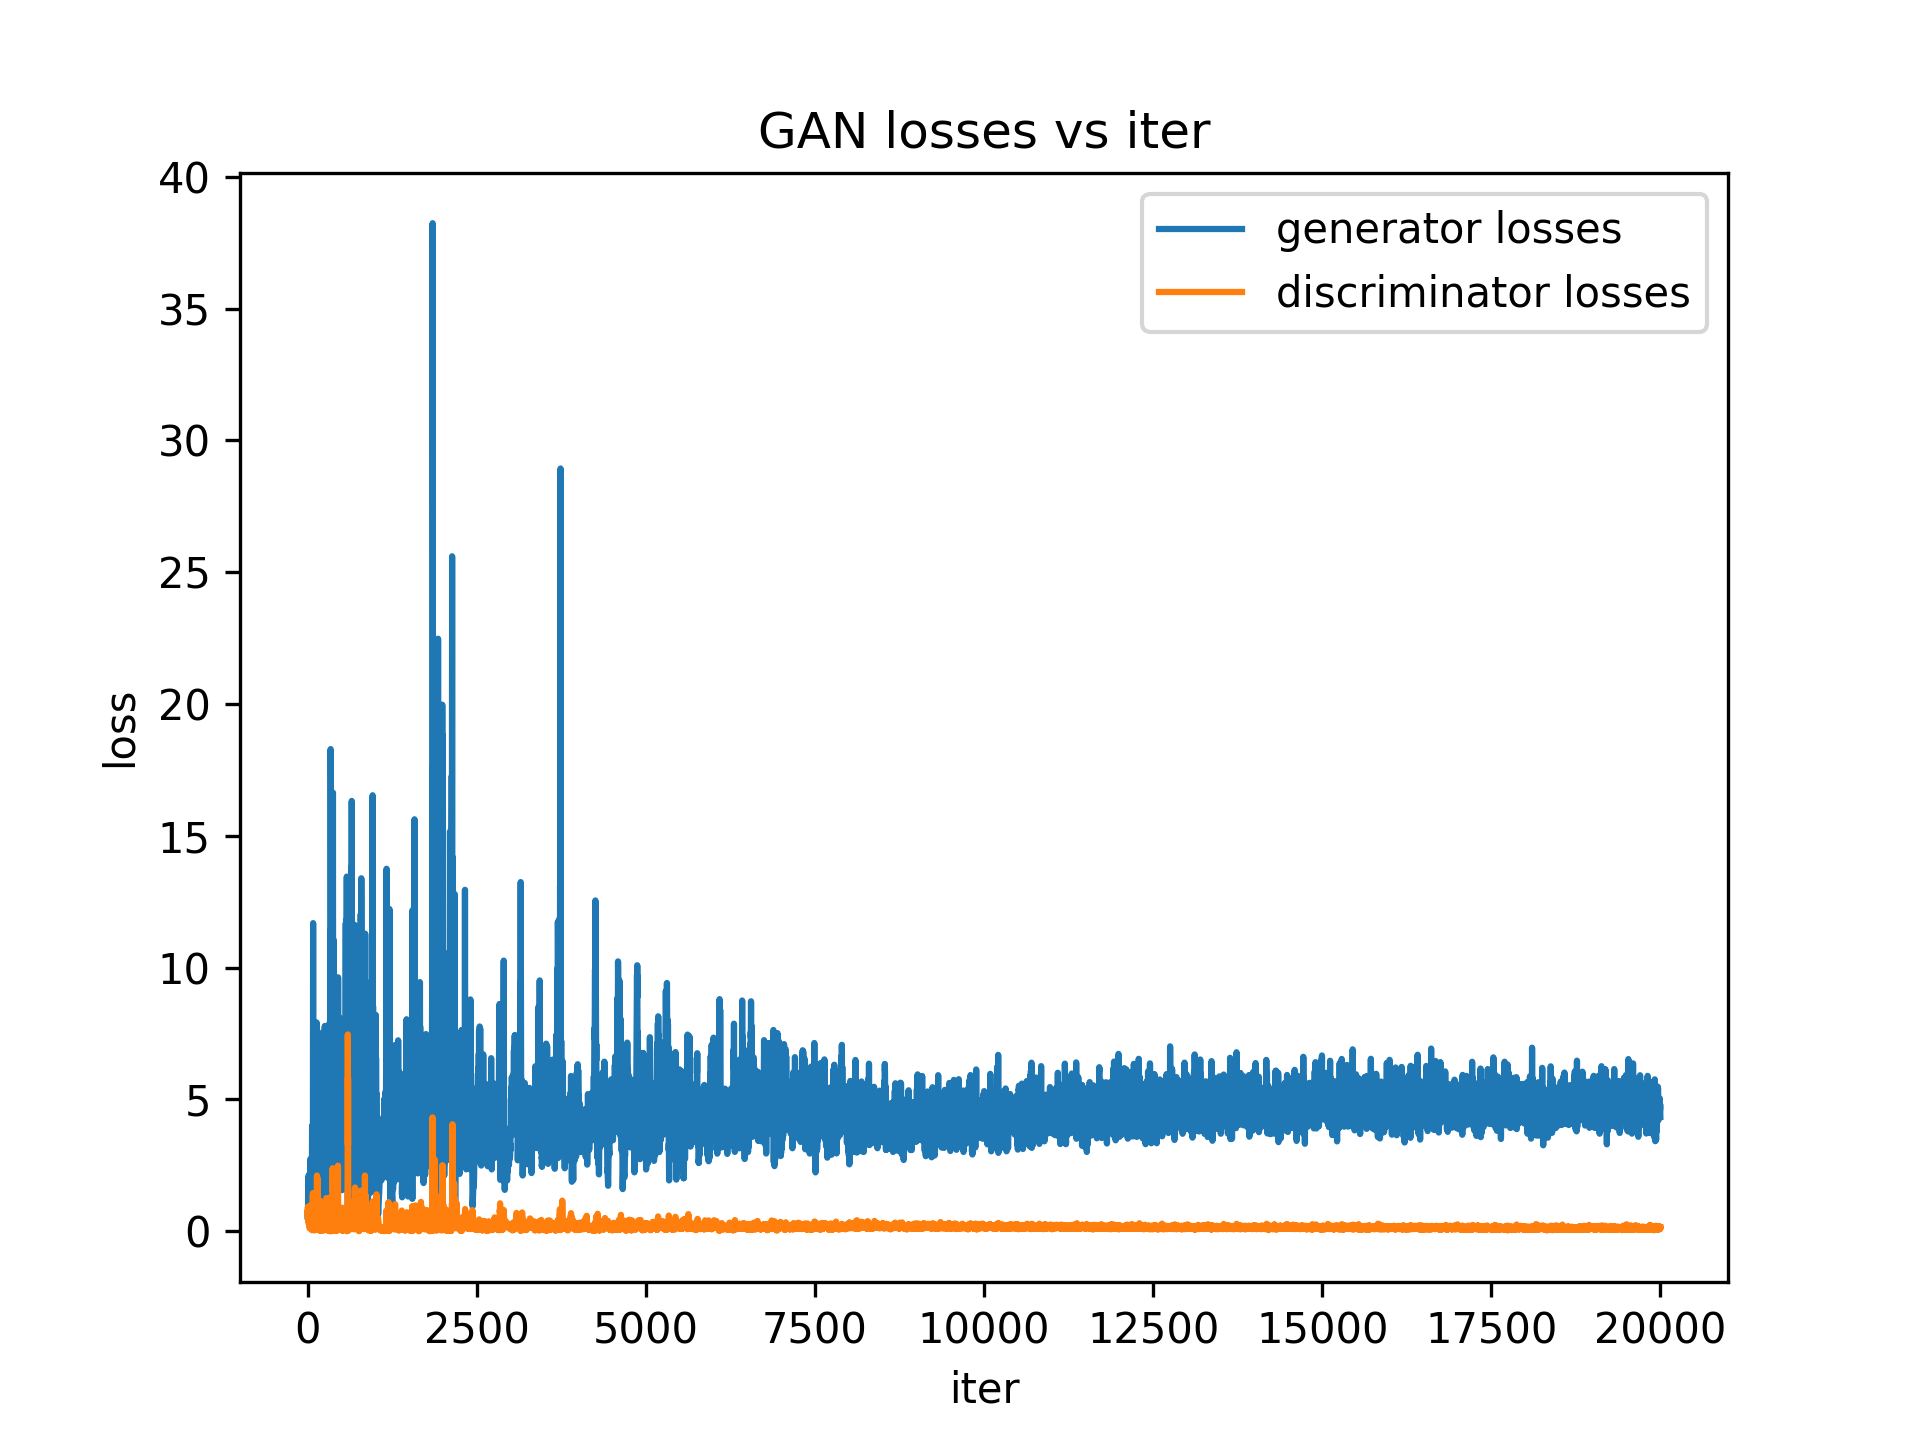 GAN losses vs iter
generator losses
discriminator losses
40
35
30
25
20
15
10
5
0
loss
0 2500 5000 7500 10000 12500 15000 17500 20000
iter